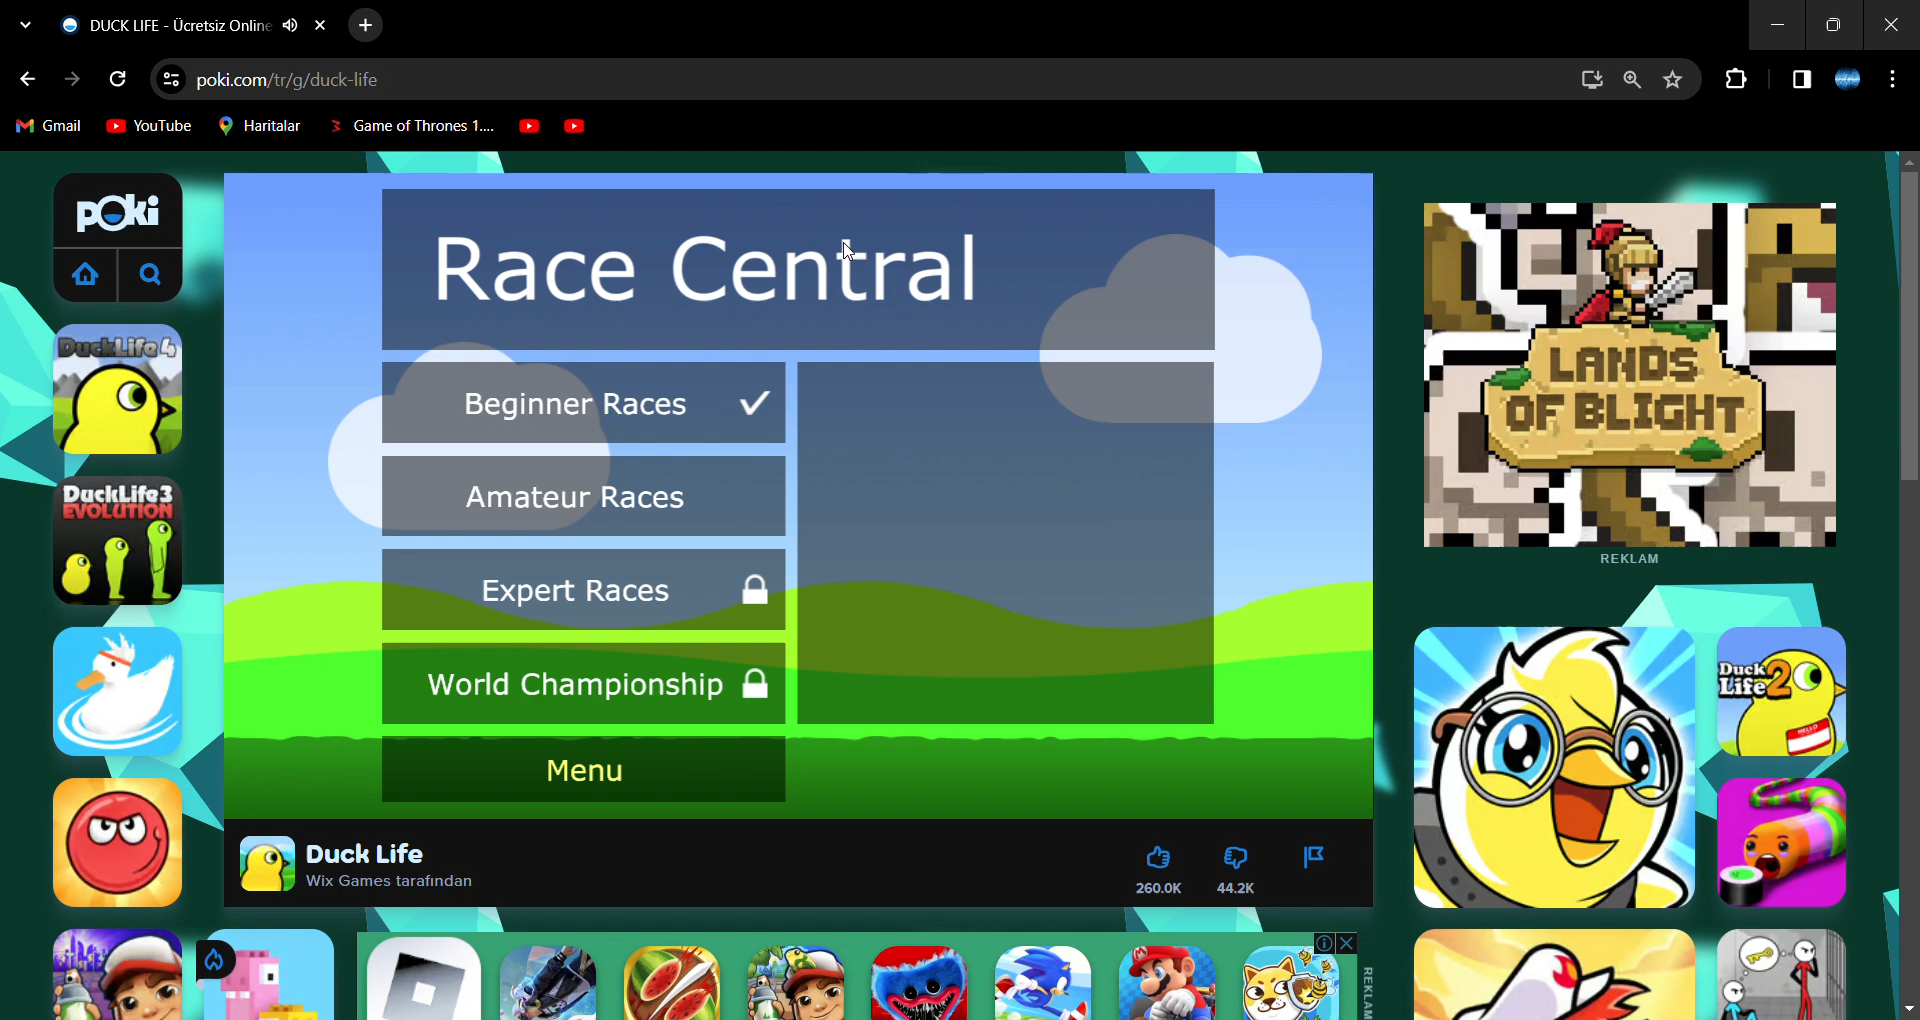 DUCK LIFE - Ücretsiz Online
poki.com/tr/g/duck-life
Gmail YouTube Haritalar Game of Thrones 1....
poki
DuckLife4
DuckLife3
EVOLUTION
Race Central
Beginner Races
Amateur Races
Expert Races
World Championship
Menu
Duck Life
Wix Games tarafından
260.0K 44.2K
LANDS
OF BLIGHT
REKLAM
Duck
Life2
HELLO
REKLAM